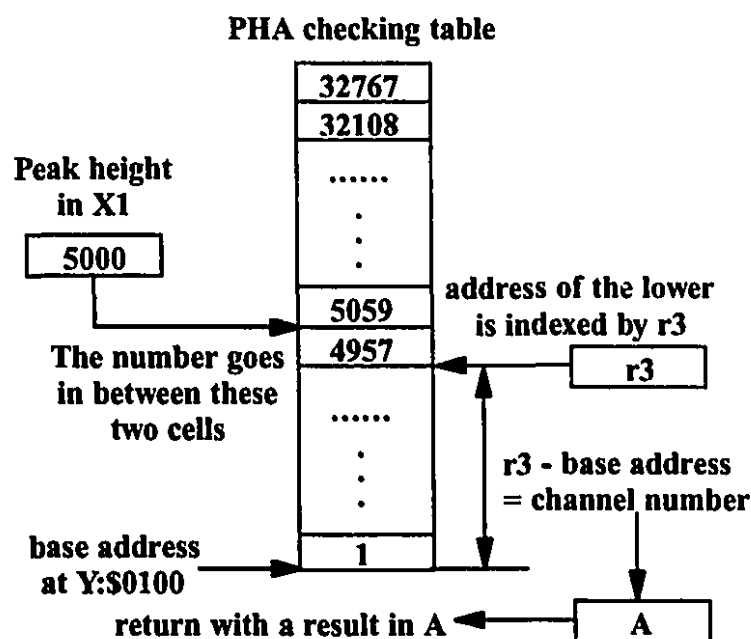 PHA checking table
32767
32108
......
.
.
.
Peak height
in X1
5000
5059
4957
The number goes
in between these
two cells
address of the lower
is indexed by r3
r3
......
.
.
.
r3 - base address
= channel number
1
base address
at Y:$0100
return with a result in A
A